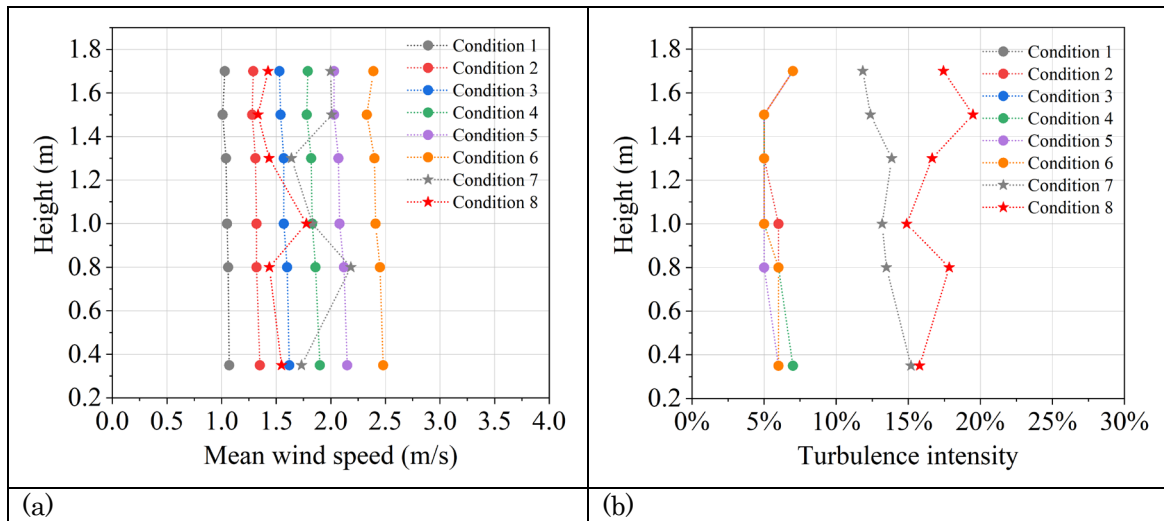 1.8
1.6
1.4
1.2
1.0
0.8
0.6
0.4
0.2
Height (m)
0.0 0.5 1.0 1.5 2.0 2.5 3.0 3.5 4.0
Mean wind speed (m/s)
Condition 1
Condition 2
Condition 3
Condition 4
Condition 5
Condition 6
Condition 7
Condition 8
(a)
1.8
1.6
1.4
1.2
1.0
0.8
0.6
0.4
0.2
Height (m)
0% 5% 10% 15% 20% 25% 30%
Turbulence intensity
Condition 1
Condition 2
Condition 3
Condition 4
Condition 5
Condition 6
Condition 7
Condition 8
(b)